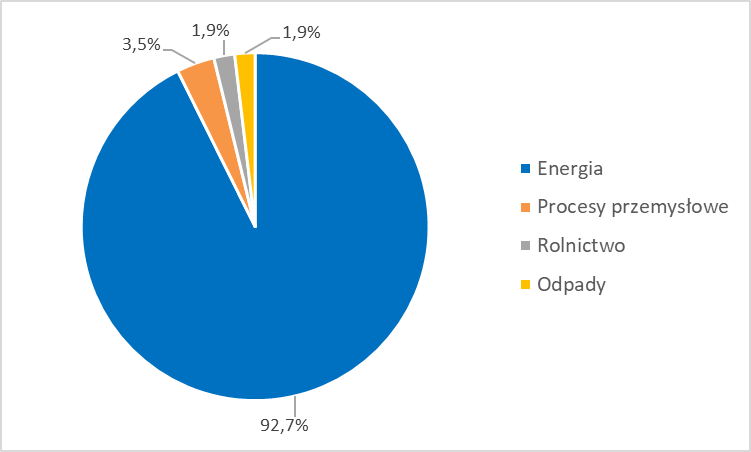 1,9%
1,9%
3,5%
92,7%
Energia
Procesy przemysłowe
Rolnictwo
Odpady